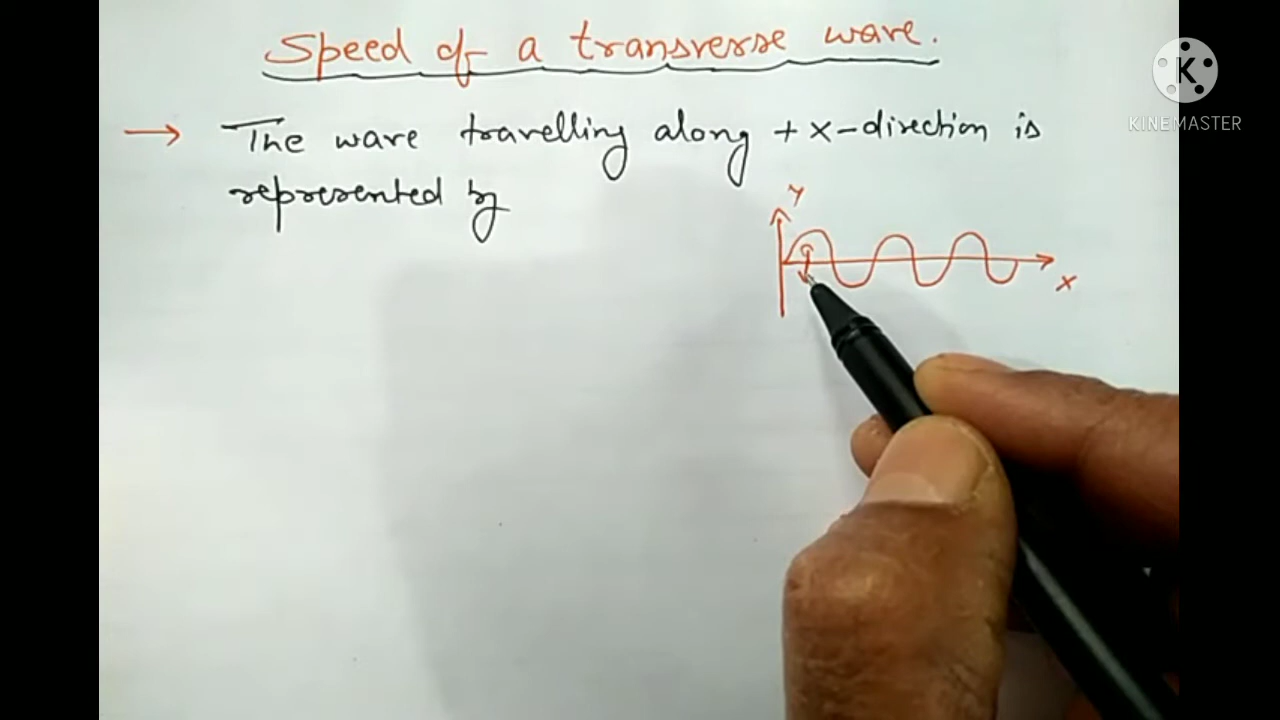 Speed of a transverse wave.
→ The wave travelling along + x-direction is
represented by
Y
X
K
KINEMASTER